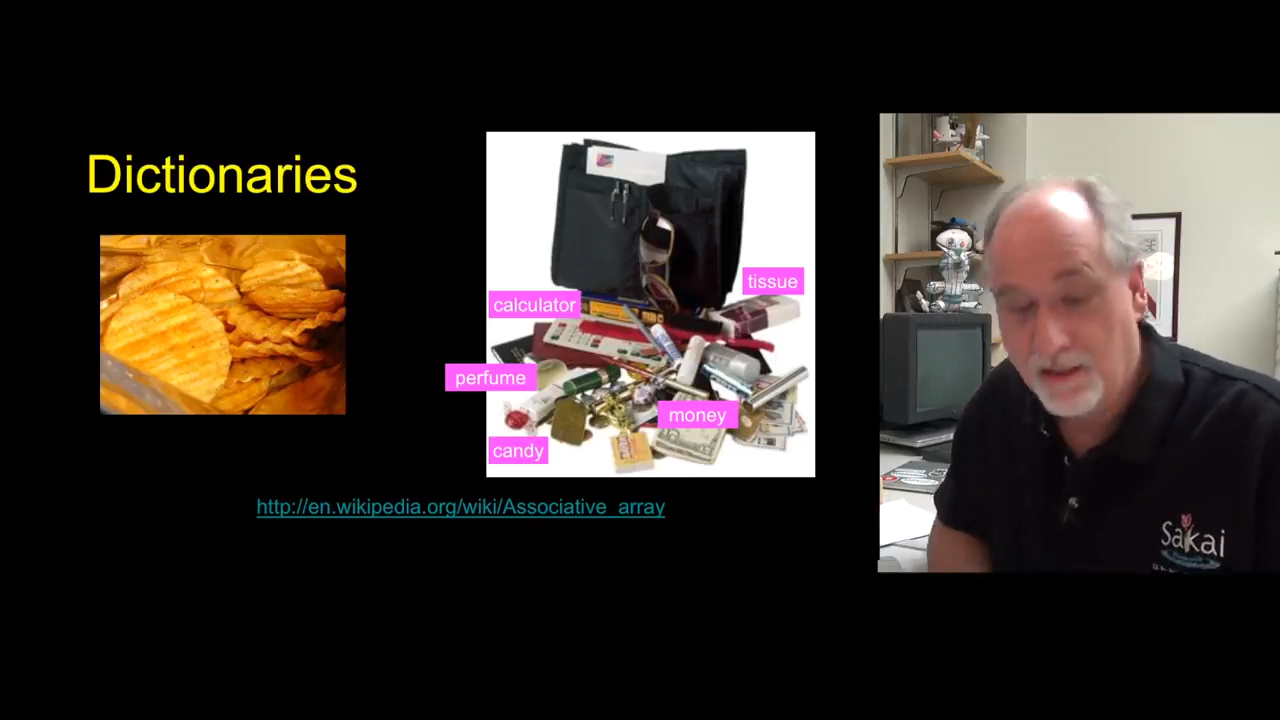 Dictionaries
tissue
calculator
perfume
money
candy
http://en.wikipedia.org/wiki/Associative_array
Sakai